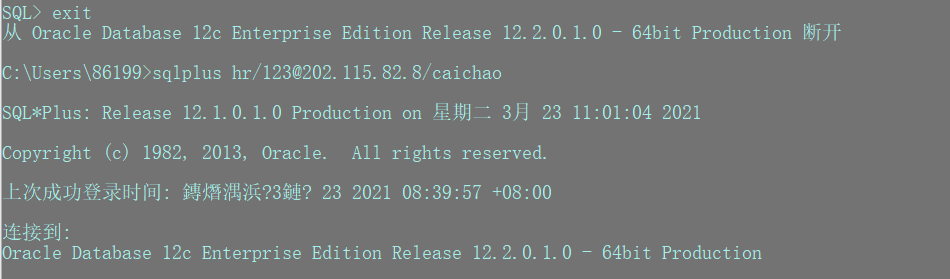 SQL> exit
从 Oracle Database 12c Enterprise Edition Release 12.2.0.1.0 - 64bit Production 断开
C:\Users\86199>sqlplus hr/123@202.115.82.8/caichao
SQL*Plus: Release 12.1.0.1.0 Production on 星期二 3月 23 11:01:04 2021
Copyright (c) 1982, 2013, Oracle.  All rights reserved.
上次成功登录时间: 鏄熸湡浜?3鏈? 23 2021 08:39:57 +08:00
连接到:
Oracle Database 12c Enterprise Edition Release 12.2.0.1.0 - 64bit Production